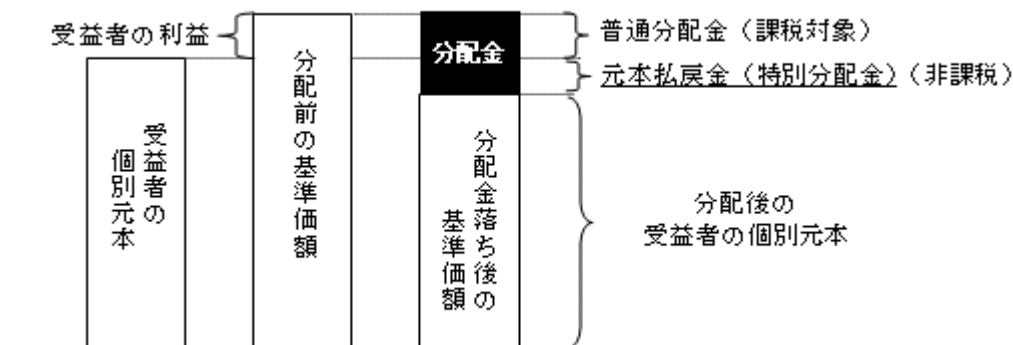 受益者の利益
受益者の
個別元本
分配前の基準価額
分配金
分配金落ち後の
基準価額
普通分配金（課税対象）
元本払戻金（特別分配金）（非課税）
分配後の
受益者の個別元本